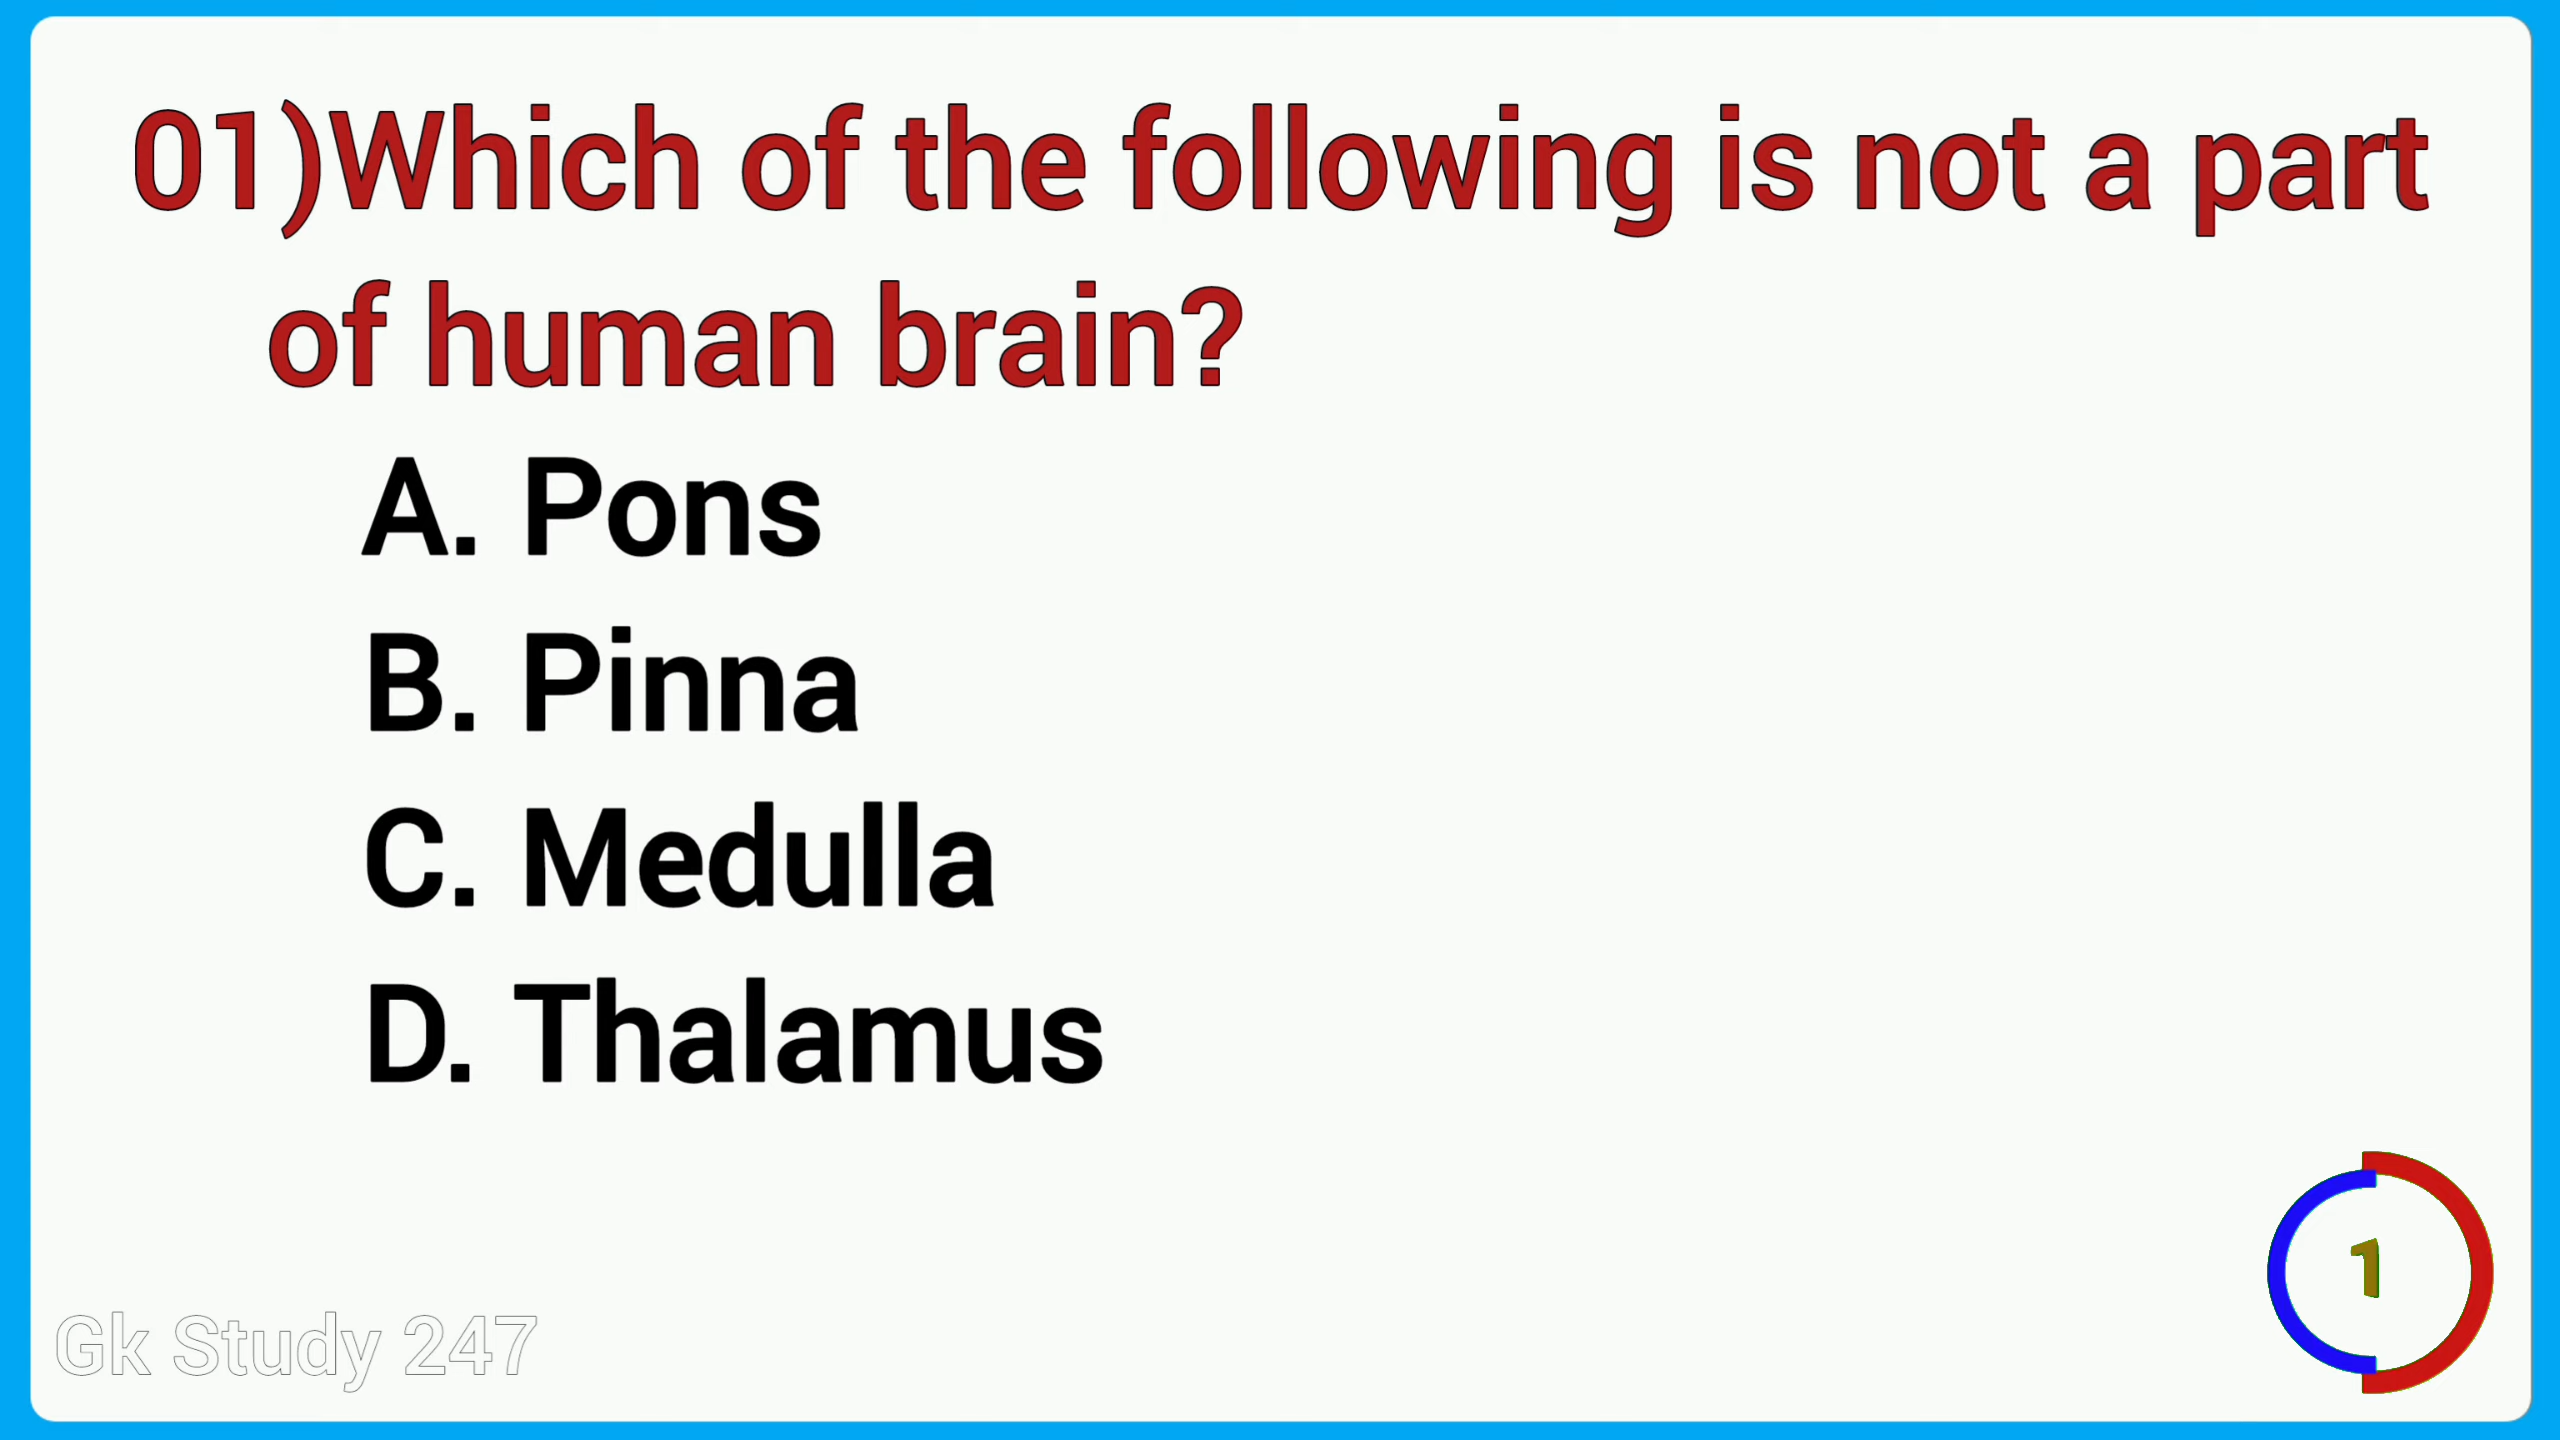 01)Which of the following is not a part
of human brain?
A. Pons
B. Pinna
C. Medulla
D. Thalamus
1
Gk Study 247